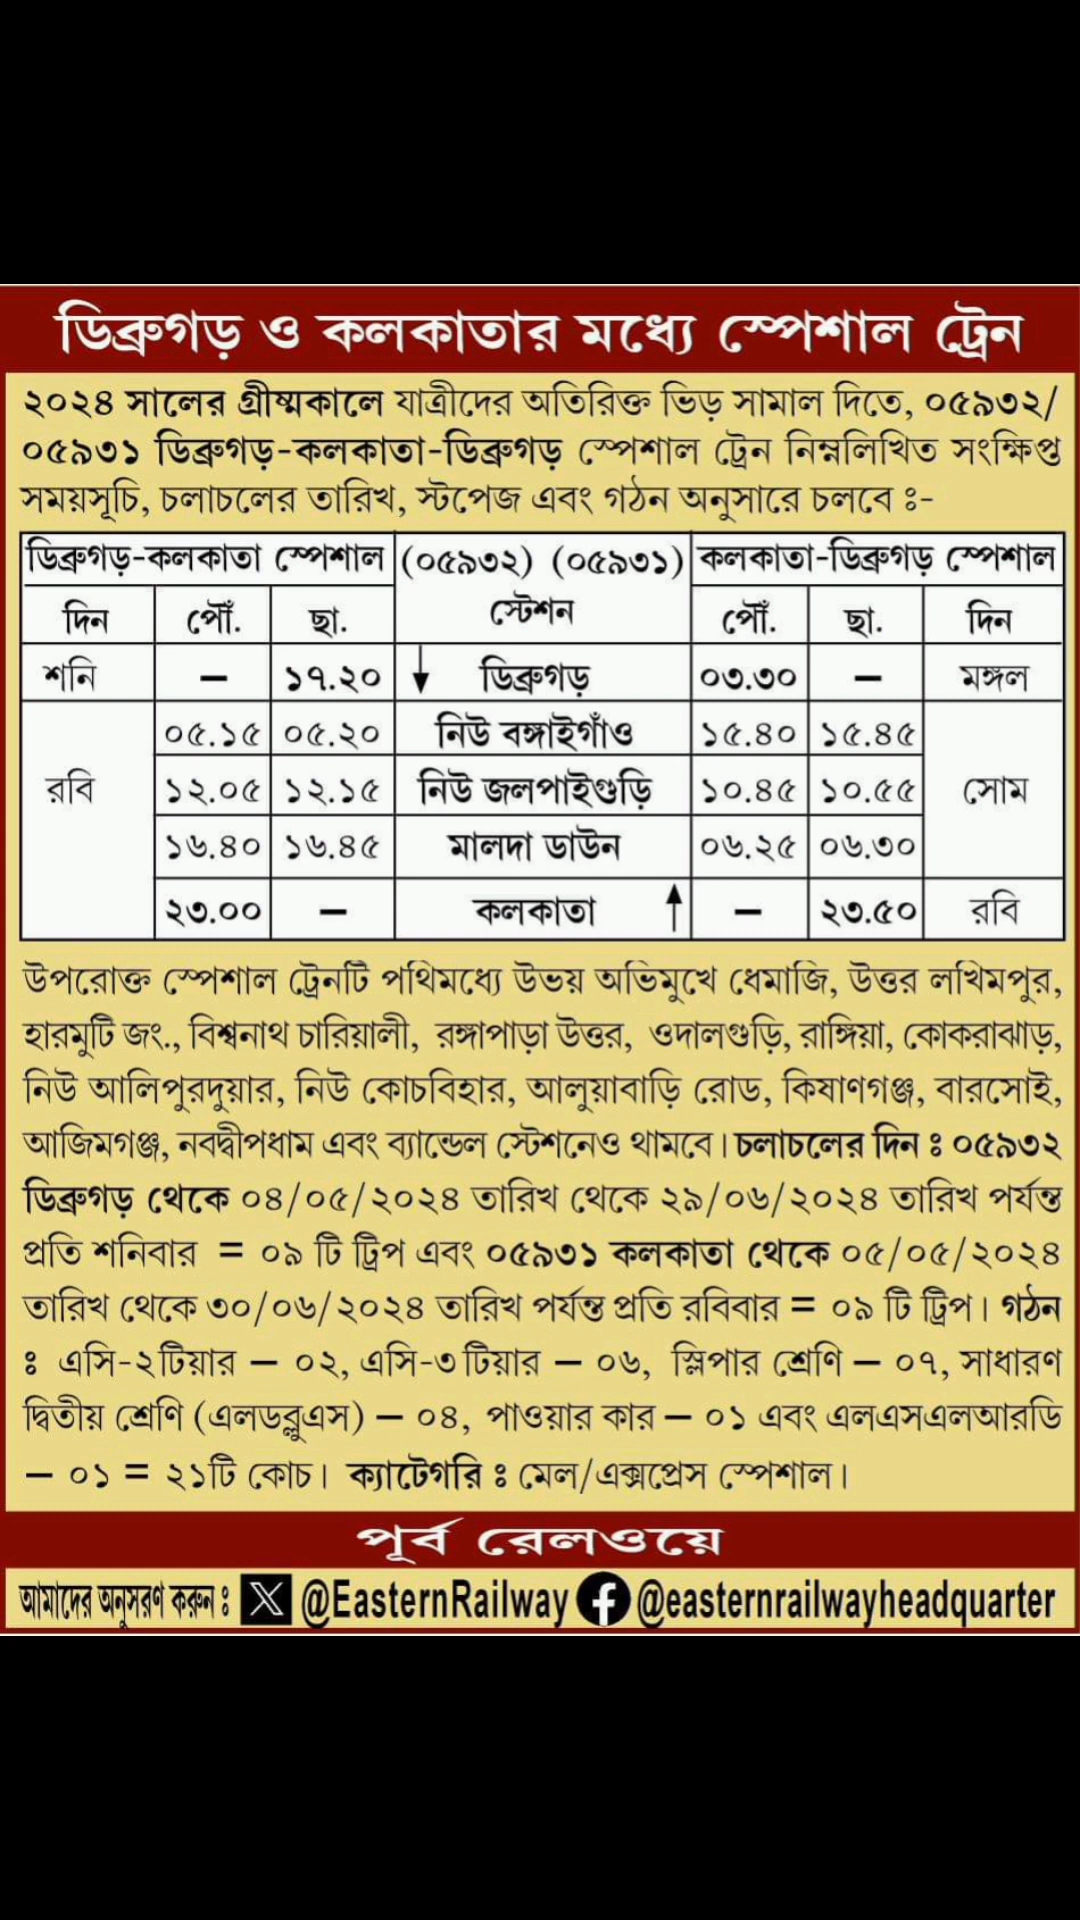 ডিব্রুগড় ও কলকাতার মধ্যে স্পেশাল ট্রেন
২০২৪ সালের গ্রীষ্মকালে যাত্রীদের অতিরিক্ত ভিড় সামাল দিতে, ০৫৯৩২/
০৫৯৩১ ডিব্রুগড়-কলকাতা-ডিব্রুগড় স্পেশাল ট্রেন নিম্নলিখিত সংক্ষিপ্ত
সময়সূচি, চলাচলের তারিখ, স্টপেজ এবং গঠন অনুসারে চলবে ঃ-
ডিব্রুগড়-কলকাতা স্পেশাল (০৫৯৩২) (০৫৯৩১) কলকাতা-ডিব্রুগড় স্পেশাল
দিন পৌঁ. ছা. স্টেশন পৌঁ. ছা. দিন
শনি – ১৭.২০ ↓ ডিব্রুগড় ০৩.৩০ – মঙ্গল
০৫.১৫ ০৫.২০ নিউ বঙ্গাইগাঁও ১৫.৪০ ১৫.৪৫
রবি ১২.০৫ ১২.১৫ নিউ জলপাইগুড়ি ১০.৪৫ ১০.৫৫ সোম
১৬.৪০ ১৬.৪৫ মালদা ডাউন ০৬.২৫ ০৬.৩০
২৩.০০ – কলকাতা ↑ – ২৩.৫০ রবি
উপরোক্ত স্পেশাল ট্রেনটি পথিমধ্যে উভয় অভিমুখে ধেমাজি, উত্তর লখিমপুর,
হারমুটি জং., বিশ্বনাথ চারিয়ালী, রঙ্গাপাড়া উত্তর, ওদালগুড়ি, রাঙ্গিয়া, কোকরাঝাড়,
নিউ আলিপুরদুয়ার, নিউ কোচবিহার, আলুয়াবাড়ি রোড, কিষাণগঞ্জ, বারসোই,
আজিমগঞ্জ, নবদ্বীপধাম এবং ব্যান্ডেল স্টেশনেও থামবে। চলাচলের দিন ঃ ০৫৯৩২
ডিব্রুগড় থেকে ০৪/০৫/২০২৪ তারিখ থেকে ২৯/০৬/২০২৪ তারিখ পর্যন্ত
প্রতি শনিবার = ০৯ টি ট্রিপ এবং ০৫৯৩১ কলকাতা থেকে ০৫/০৫/২০২৪
তারিখ থেকে ৩০/০৬/২০২৪ তারিখ পর্যন্ত প্রতি রবিবার = ০৯ টি ট্রিপ। গঠন
ঃ এসি-২টিয়ার – ০২, এসি-৩টিয়ার – ০৬, স্লিপার শ্রেণি – ০৭, সাধারণ
দ্বিতীয় শ্রেণি (এলডব্লুএস) – ০৪, পাওয়ার কার – ০১ এবং এলএসএলআরডি
– ০১ = ২১টি কোচ। ক্যাটেগরি ঃ মেল/এক্সপ্রেস স্পেশাল।
পূর্ব রেলওয়ে
আমাদের অনুসরণ করুন ঃ X @EasternRailway f @easternrailwayheadquarter